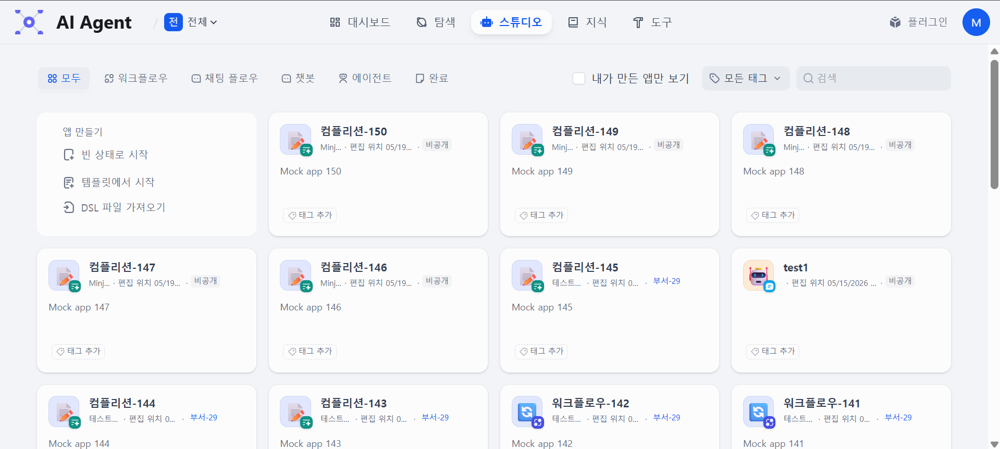 AI Agent
/ 전 전체
대시보드
탐색
스튜디오
지식
도구
플러그인
M
모두
워크플로우
채팅 플로우
챗봇
에이전트
완료
내가 만든 앱만 보기
모든 태그
검색
앱 만들기
빈 상태로 시작
템플릿에서 시작
DSL 파일 가져오기
컴플리션-150
Minj... · 편집 위치 05/19... · 비공개
Mock app 150
태그 추가
컴플리션-149
Minj... · 편집 위치 05/19... · 비공개
Mock app 149
태그 추가
컴플리션-148
Minj... · 편집 위치 05/19... · 비공개
Mock app 148
태그 추가
컴플리션-147
Minj... · 편집 위치 05/19... · 비공개
Mock app 147
태그 추가
컴플리션-146
Minj... · 편집 위치 05/19... · 비공개
Mock app 146
태그 추가
컴플리션-145
테스트... · 편집 위치 0... · 부서-29
Mock app 145
태그 추가
test1
· 편집 위치 05/15/2026 ... · 비공개
태그 추가
컴플리션-144
테스트... · 편집 위치 0... · 부서-29
Mock app 144
컴플리션-143
테스트... · 편집 위치 0... · 부서-29
Mock app 143
워크플로우-142
테스트... · 편집 위치 0... · 부서-29
Mock app 142
워크플로우-141
테스트... · 편집 위치 0... · 부서-29
Mock app 141